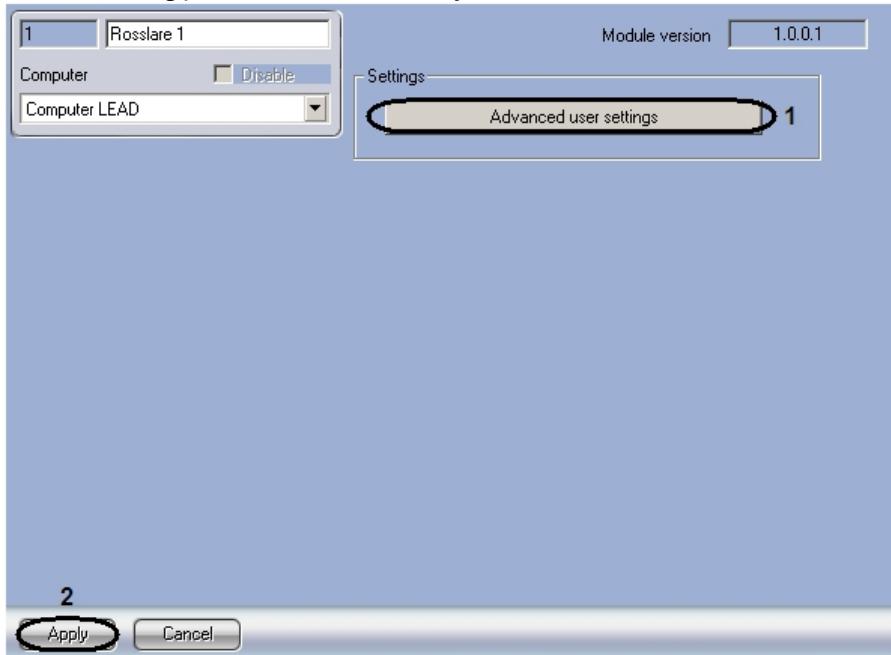 1 Rosslare 1
Module version 1.0.0.1
Computer Disable
Settings
Computer LEAD
Advanced user settings 1
2
Apply Cancel